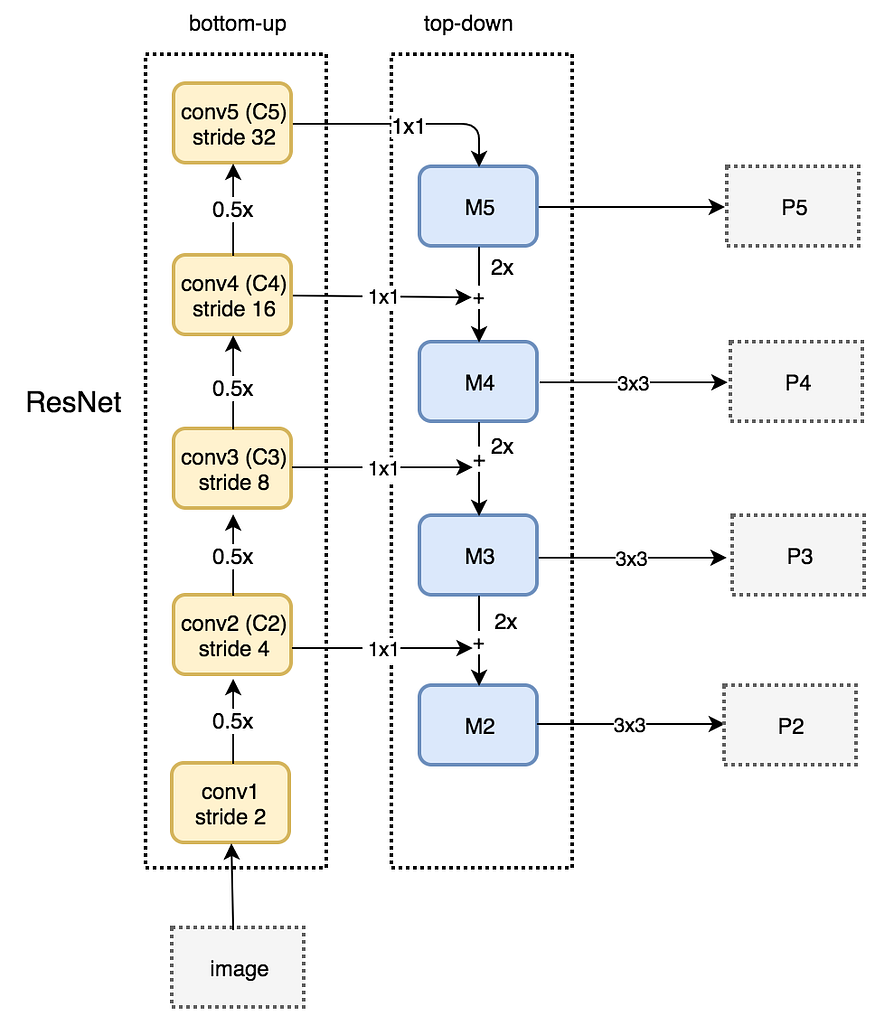 bottom-up
top-down
conv5 (C5)
stride 32
1x1
M5
P5
0.5x
2x
conv4 (C4)
stride 16
1x1
+
M4
3x3
P4
0.5x
ResNet
2x
conv3 (C3)
stride 8
1x1
+
M3
3x3
P3
0.5x
2x
conv2 (C2)
stride 4
1x1
+
M2
3x3
P2
0.5x
conv1
stride 2
image